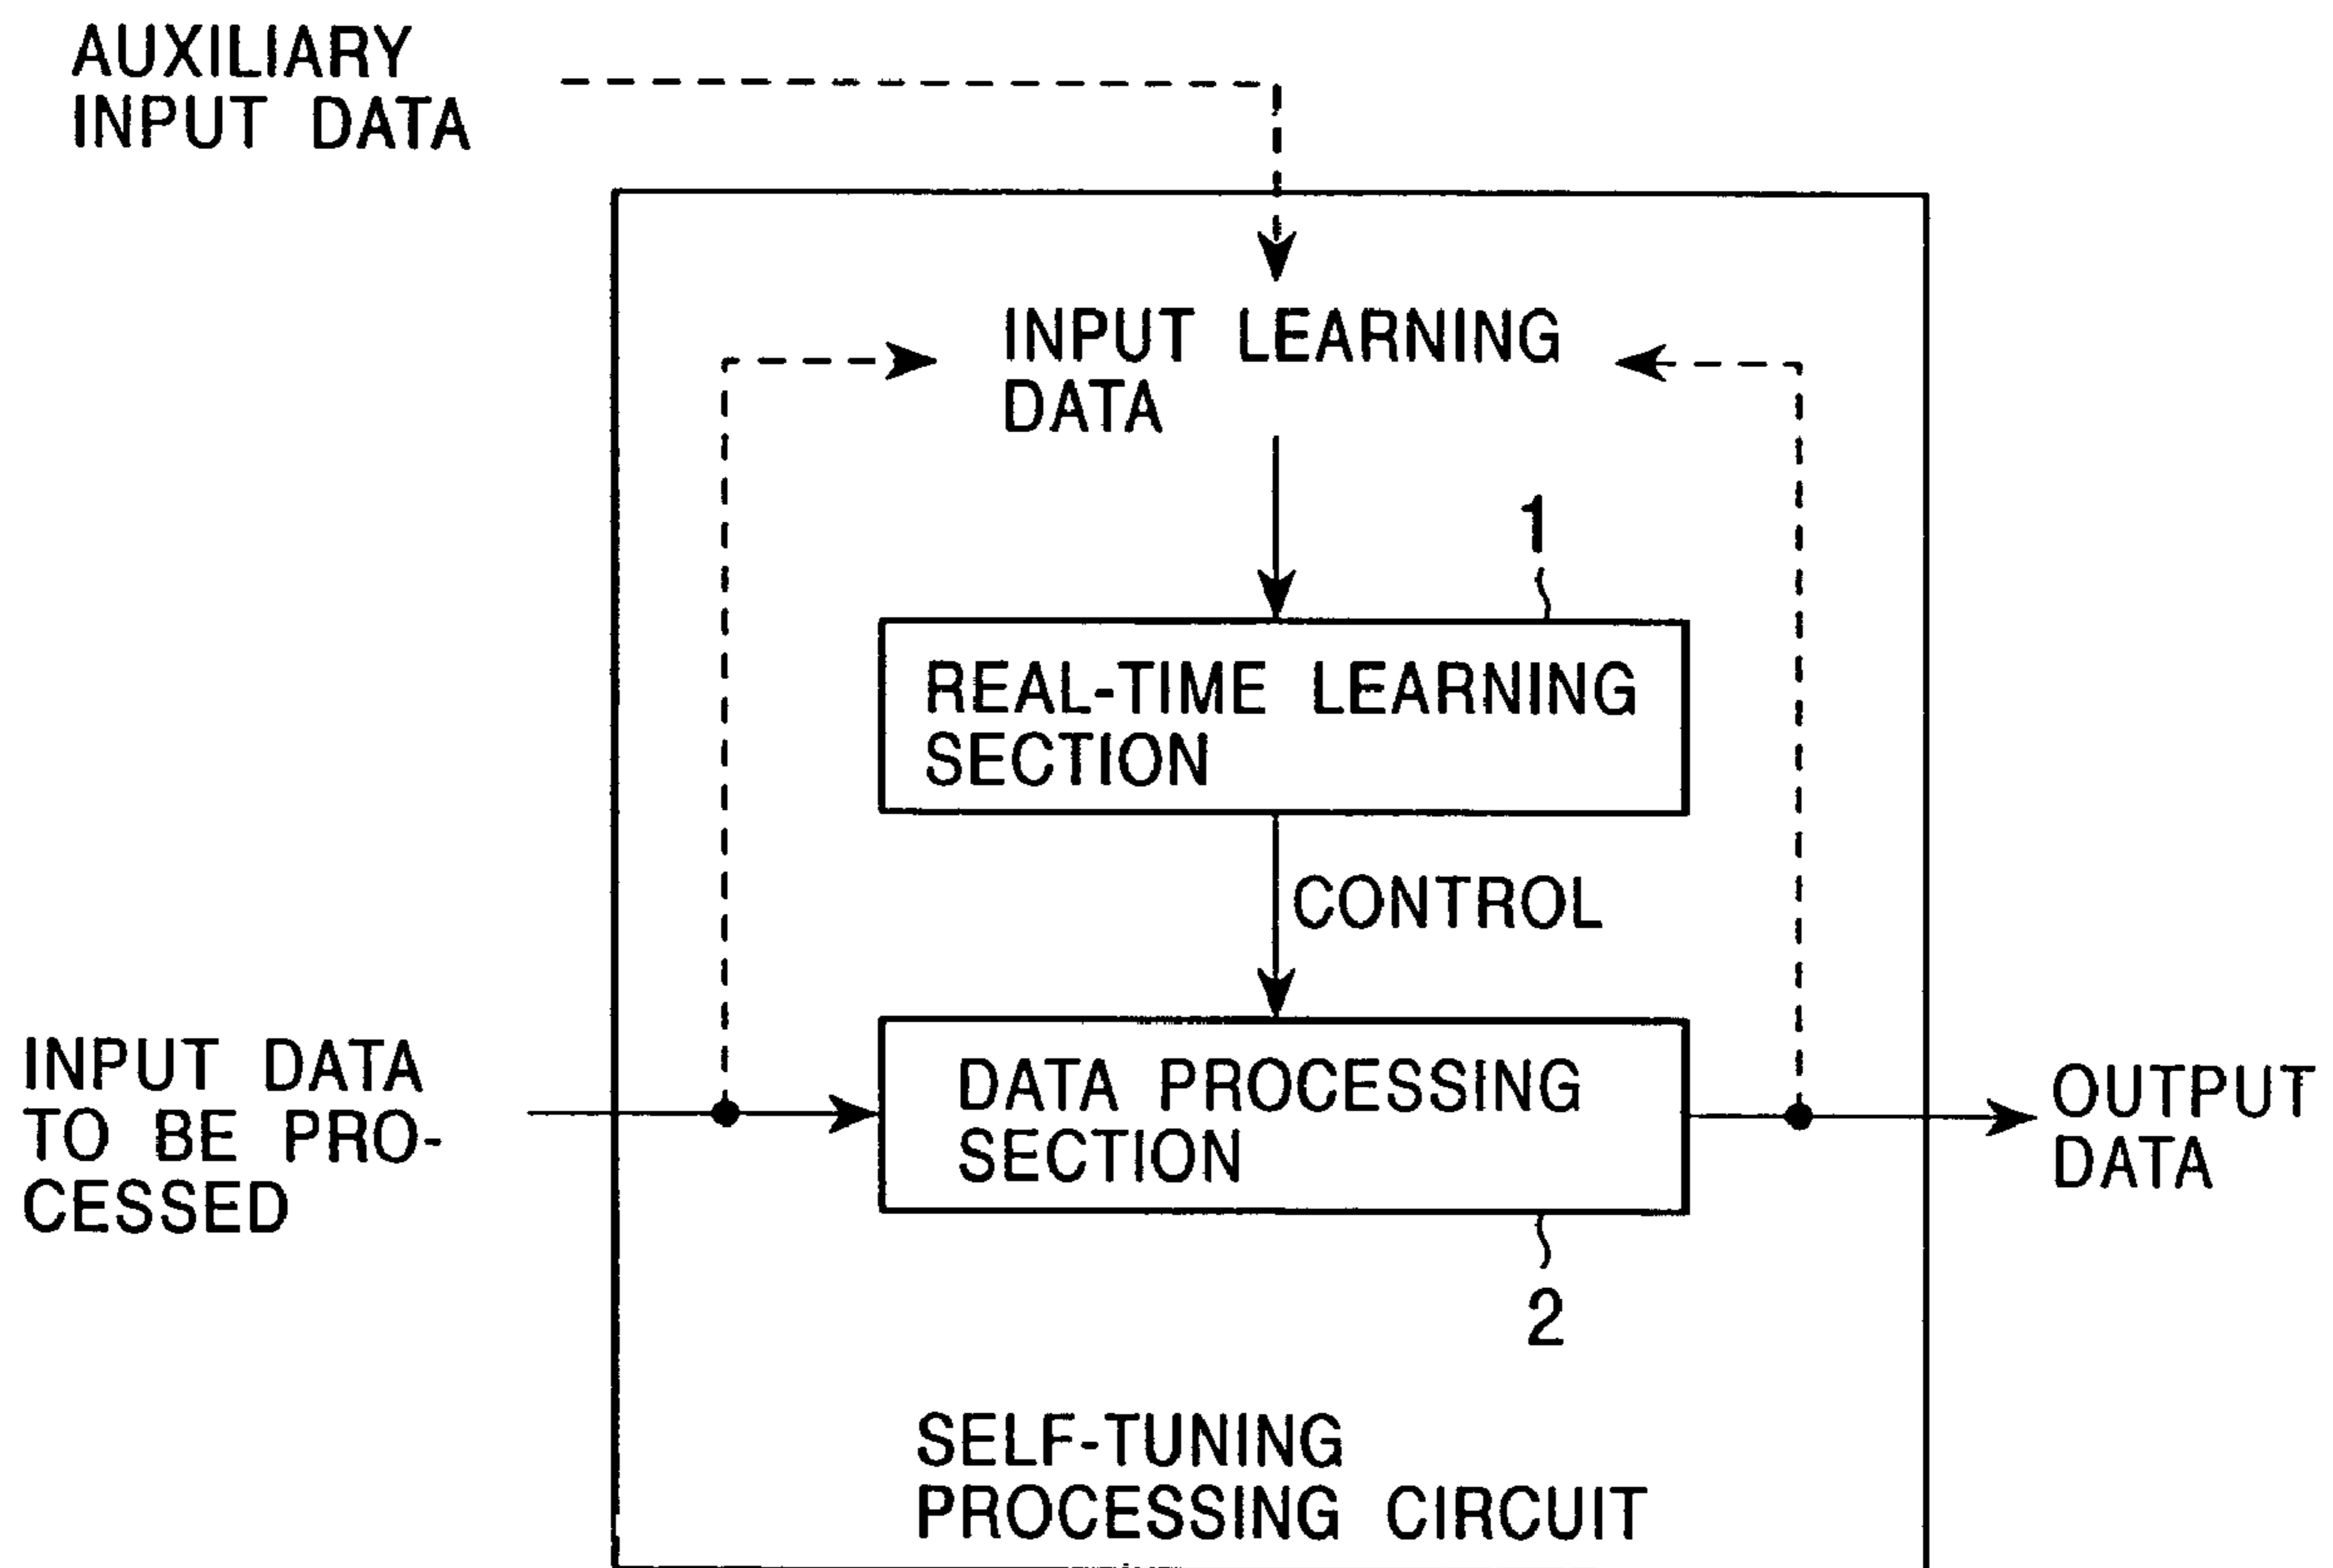 AUXILIARY
INPUT DATA
INPUT LEARNING
DATA
1
REAL-TIME LEARNING
SECTION
CONTROL
INPUT DATA
TO BE PRO-
CESSED
DATA PROCESSING
SECTION
OUTPUT
DATA
2
SELF-TUNING
PROCESSING CIRCUIT